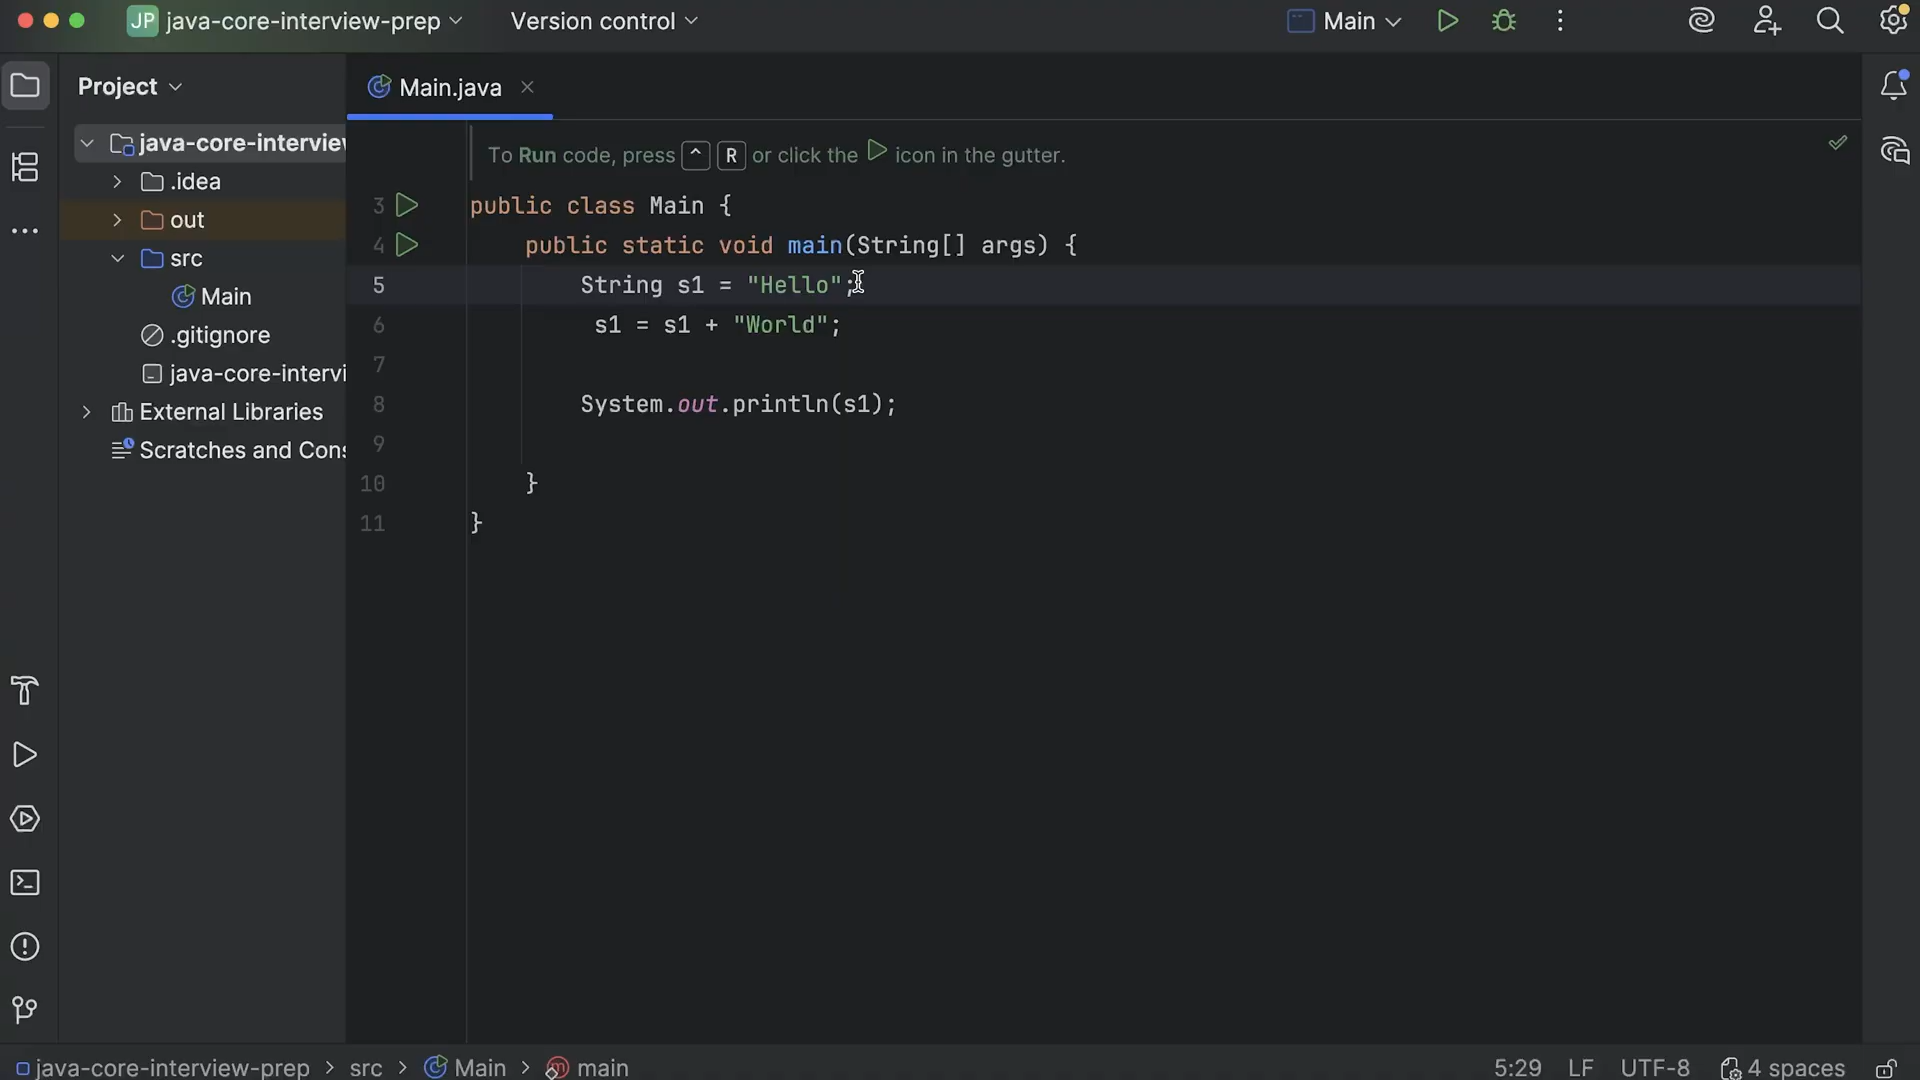 JP java-core-interview-prep Version control Main
Project
Main.java
java-core-interview
.idea
out
src
Main
.gitignore
java-core-intervi
External Libraries
Scratches and Cons
To Run code, press ^ R or click the icon in the gutter.
3 public class Main {
4 public static void main(String[] args) {
5 String s1 = "Hello";
6 s1 = s1 + "World";
7
8 System.out.println(s1);
9
10 }
11 }
java-core-interview-prep > src > Main > main 5:29 LF UTF-8 4 spaces